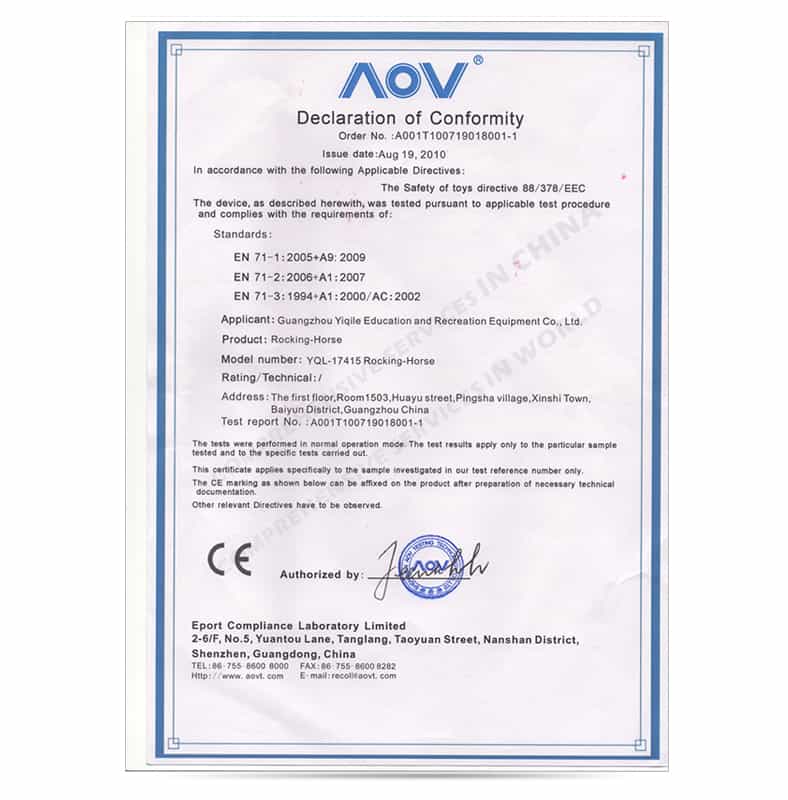 AOV®
Declaration of Conformity
Order No. :A001T100719018001-1
Issue date:Aug 19, 2010
In accordance with the following Applicable Directives:
The Safety of toys directive 88/378/EEC
The device, as described herewith, was tested pursuant to applicable test procedure
and complies with the requirements of:
Standards:
EN 71-1:2005+A9:2009
EN 71-2:2006+A1:2007
EN 71-3:1994+A1:2000/AC:2002
Applicant: Guangzhou Yiqile Education and Recreation Equipment Co., Ltd.
Product: Rocking-Horse
Model number: YQL-17415 Rocking-Horse
Rating/Technical:/
Address: The first floor,Room1503,Huayu street,Pingsha village,Xinshi Town,
Baiyun District,Guangzhou China
Test report No. :A001T100719018001-1
The tests were performed in normal operation mode. The test results apply only to the particular sample
tested and to the specific tests carried out.
This certificate applies specifically to the sample investigated in our test reference number only.
The CE marking as shown below can be affixed on the product after preparation of necessary technical
documentation.
Other relevant Directives have to be observed.
CE
Authorized by:
AOV
Eport Compliance Laboratory Limited
2-6/F, No.5, Yuantou Lane, Tanglang, Taoyuan Street, Nanshan District,
Shenzhen, Guangdong, China
TEL:86-755-8600 8000 FAX:86-755-8600 8282
Http://www. aovt. com E-mail:recoll@aovt. com
COMPREHENSIVE SERVICES IN CHINA
COMPREHENSIVE SERVICES IN WORLD